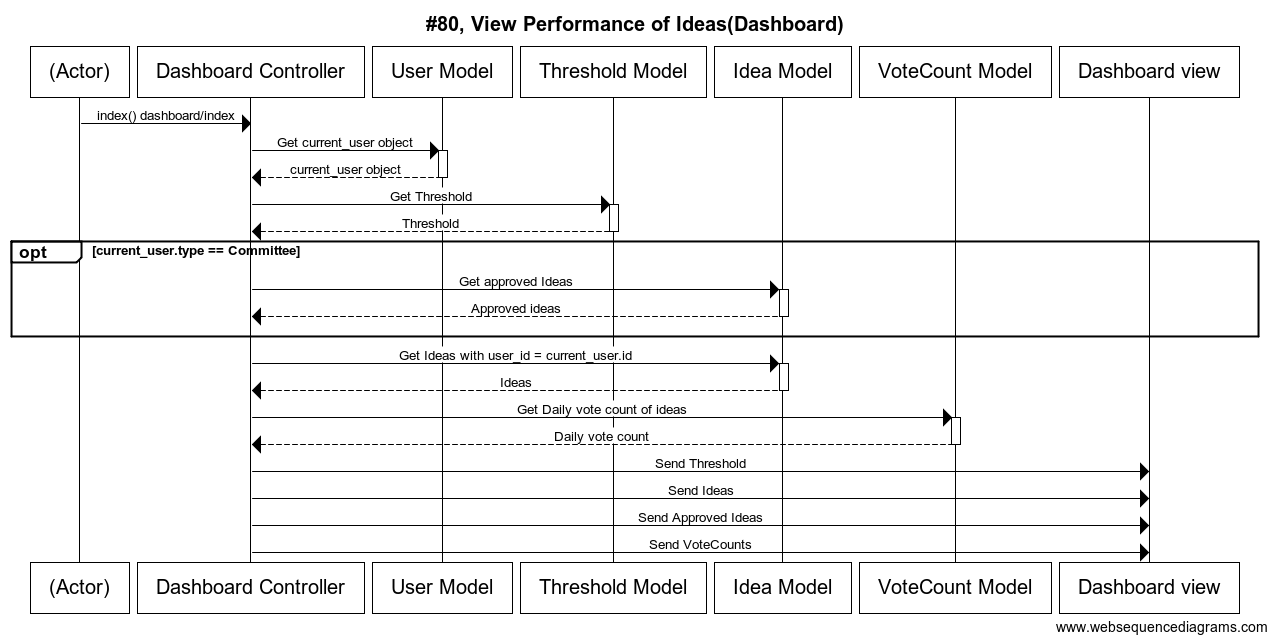 #80, View Performance of Ideas(Dashboard)
(Actor) Dashboard Controller User Model Threshold Model Idea Model VoteCount Model Dashboard view
index() dashboard/index
Get current_user object
current_user object
Get Threshold
Threshold
opt [current_user.type == Committee]
Get approved Ideas
Approved ideas
Get Ideas with user_id = current_user.id
Ideas
Get Daily vote count of ideas
Daily vote count
Send Threshold
Send Ideas
Send Approved Ideas
Send VoteCounts
(Actor) Dashboard Controller User Model Threshold Model Idea Model VoteCount Model Dashboard view
www.websequencediagrams.com